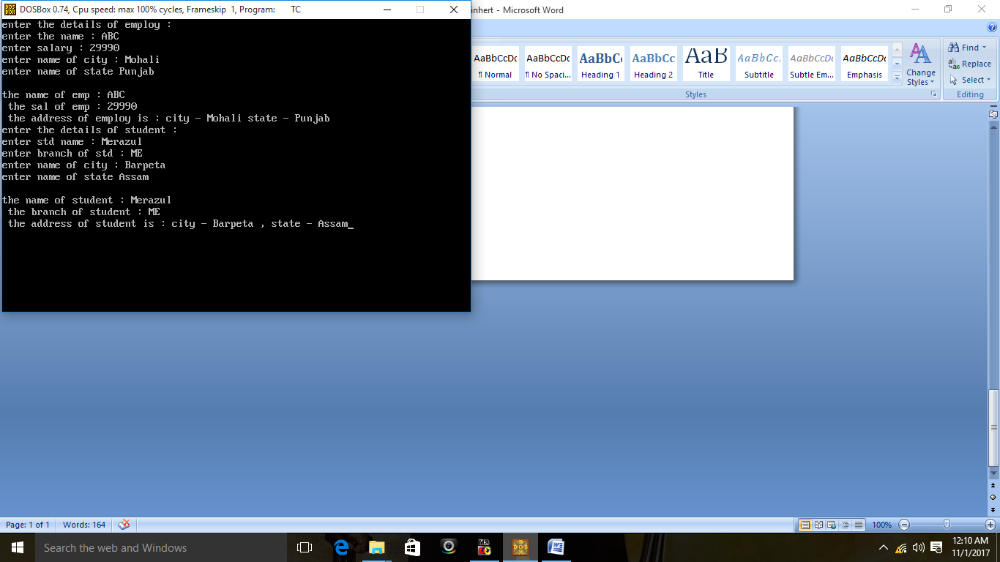 DOSBox 0.74, Cpu speed: max 100% cycles, Frameskip 1, Program: TC
inhert - Microsoft Word
enter the details of employ :
enter the name : ABC
enter salary : 29990
enter name of city : Mohali
enter name of state Punjab
the name of emp : ABC
the sal of emp : 29990
the address of employ is : city - Mohali state - Punjab
enter the details of student :
enter std name : Merazul
enter branch of std : ME
enter name of city : Barpeta
enter name of state Assam
the name of student : Merazul
the branch of student : ME
the address of student is : city - Barpeta , state - Assam_
AaBbCcDc AaBbCcDc AaBbCc AaBbCc AaB AaBbCc. AaBbCcDc AaBbCcDc
¶ Normal ¶ No Spaci... Heading 1 Heading 2 Title Subtitle Subtle Em... Emphasis
Change Styles
Styles
Find
Replace
Select
Editing
Page: 1 of 1 Words: 164 100%
Search the web and Windows
12:10 AM
11/1/2017